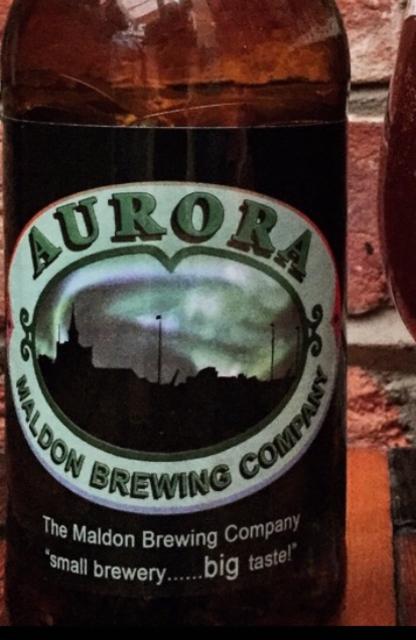 AURORA
MALDON BREWING COMPANY
The Maldon Brewing Company
"small brewery......big taste!"